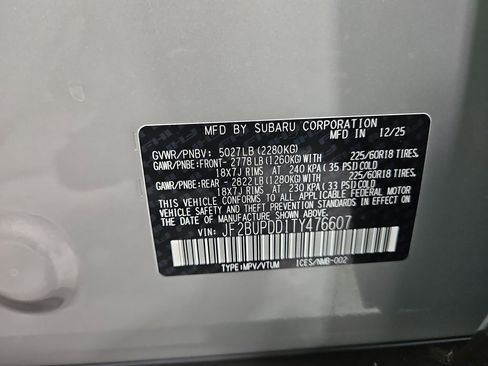 MFD BY SUBARU CORPORATION
MFD IN 12/25
GVWR/PNBV: 5027LB (2280KG)
GAWR/PNBE:FRONT- 2778LB(1260KG)WITH 225/60R18 TIRES,
18X7J RIMS AT 240 KPA (35 PSI)COLD
GAWR/PNBE:REAR - 2822LB(1280KG)WITH 225/60R18 TIRES,
18X7J RIMS AT 230 KPA (33 PSI)COLD
THIS VEHICLE CONFORMS TO ALL APPLICABLE FEDERAL MOTOR
VEHICLE SAFETY AND THEFT PREVENTION STANDARDS IN EFFECT
ON THE DATE OF MANUFACTURE SHOWN ABOVE.
VIN: JF2BUPDD1TY476607
TYPE:MPV/VTUM ICES/NMB-002